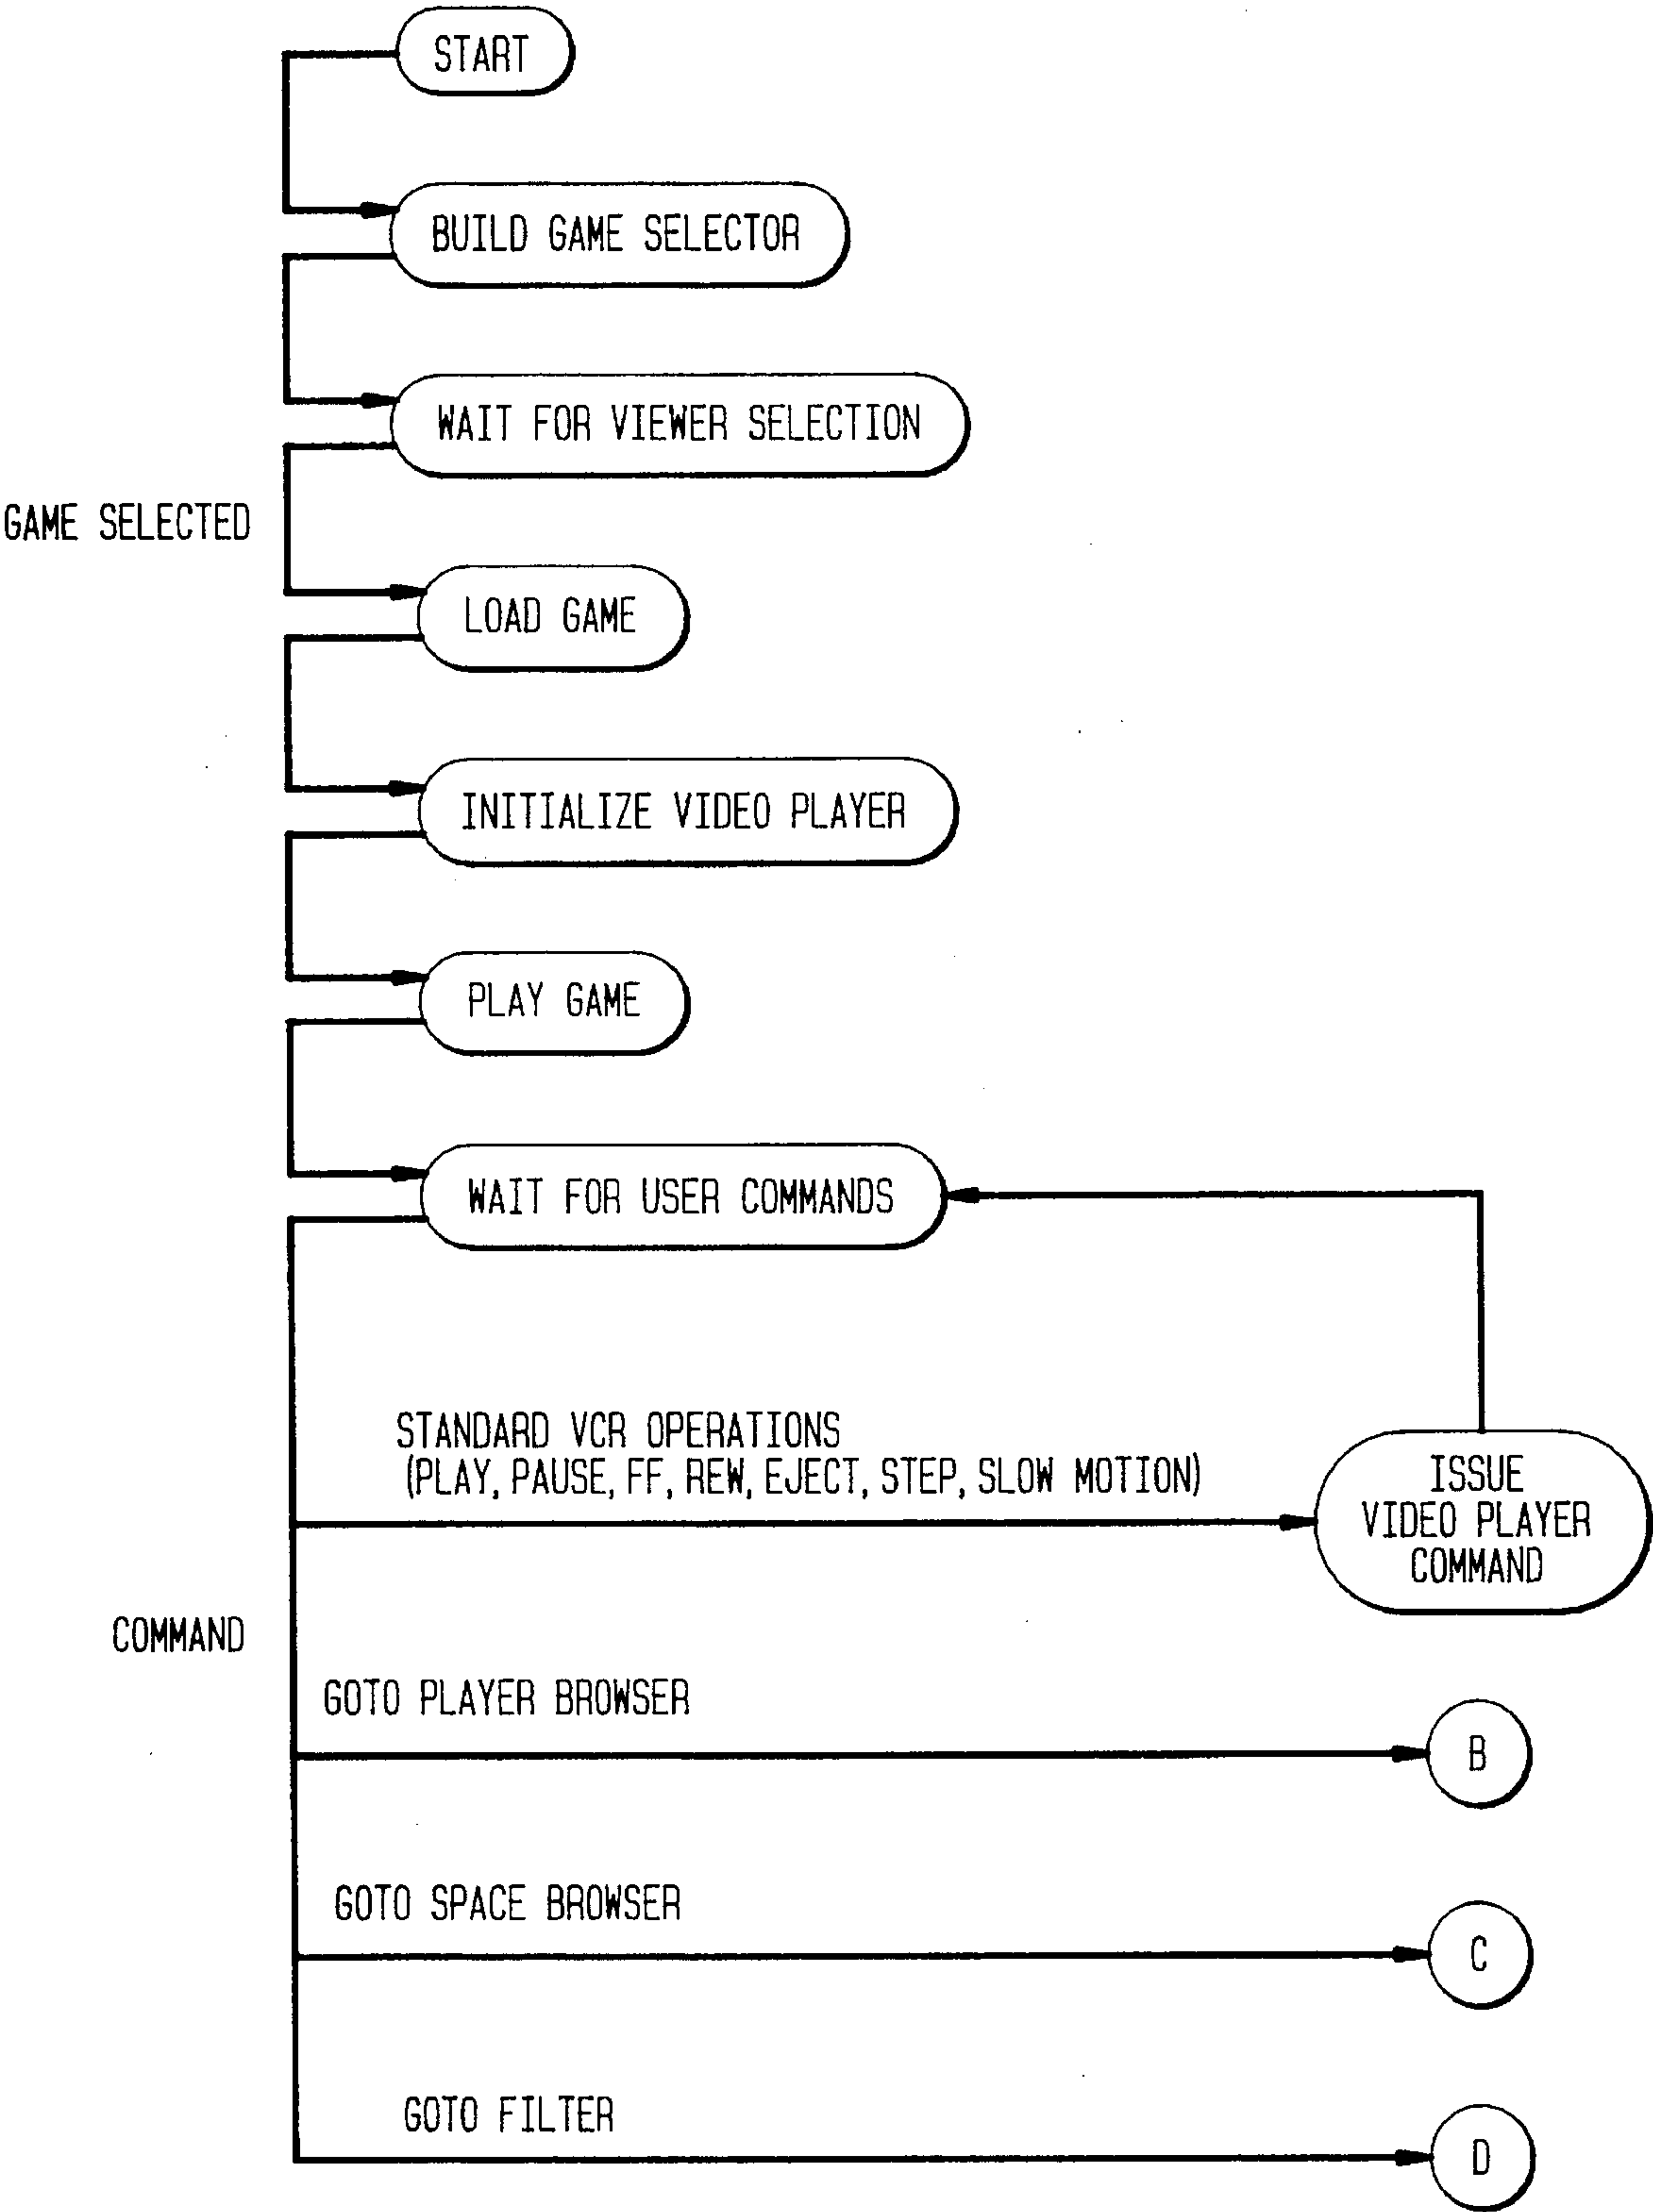 START
BUILD GAME SELECTOR
WAIT FOR VIEWER SELECTION
GAME SELECTED
LOAD GAME
INITIALIZE VIDEO PLAYER
PLAY GAME
WAIT FOR USER COMMANDS
STANDARD VCR OPERATIONS
(PLAY, PAUSE, FF, REW, EJECT, STEP, SLOW MOTION)
ISSUE
VIDEO PLAYER
COMMAND
COMMAND
GOTO PLAYER BROWSER
B
GOTO SPACE BROWSER
C
GOTO FILTER
D